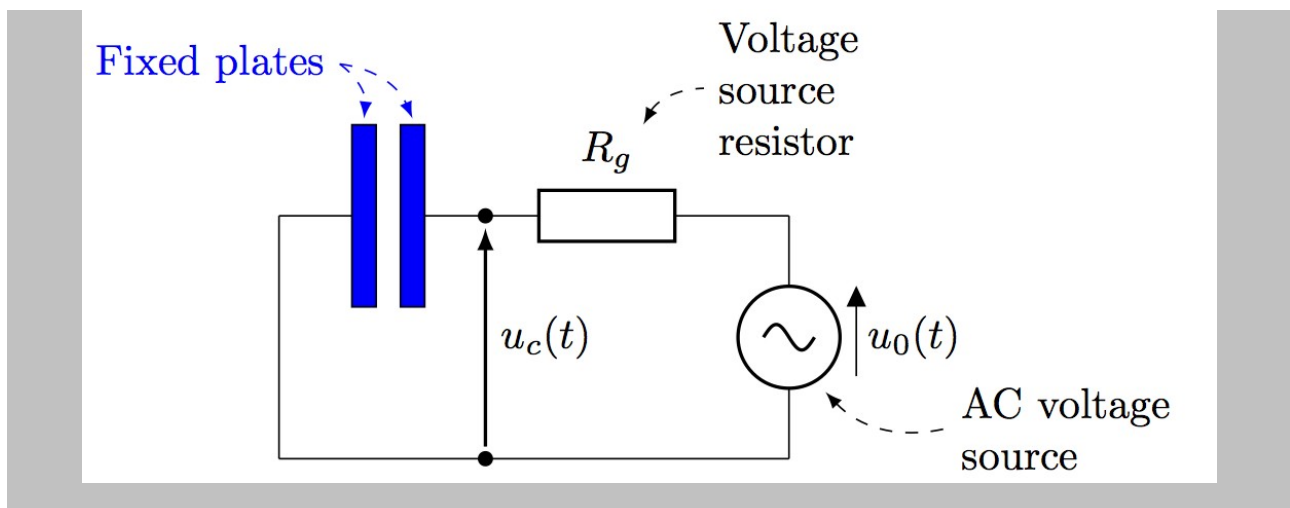 Fixed plates
Voltage
source
resistor
R_g
u_c(t)
u_0(t)
AC voltage
source